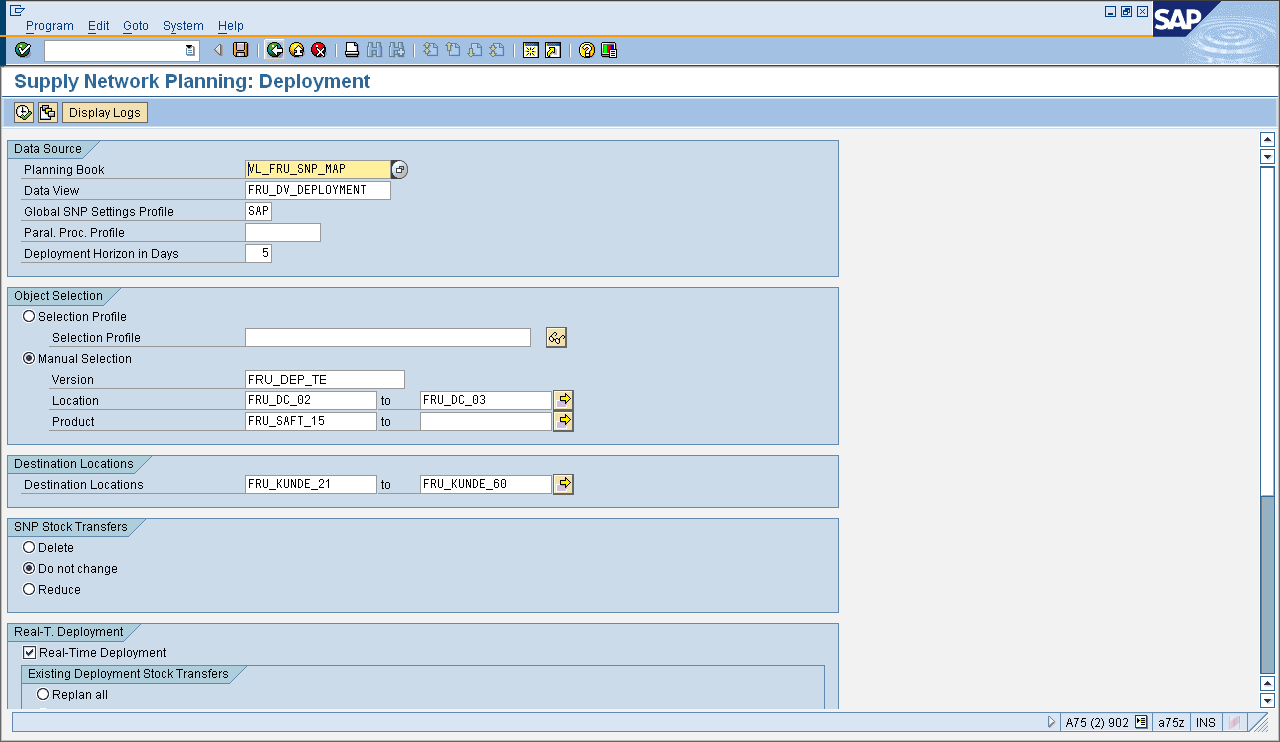 Program Edit Goto System Help
SAP
Supply Network Planning: Deployment
Display Logs
Data Source
Planning Book VL_FRU_SNP_MAP
Data View FRU_DV_DEPLOYMENT
Global SNP Settings Profile SAP
Paral. Proc. Profile
Deployment Horizon in Days 5
Object Selection
Selection Profile
Selection Profile
Manual Selection
Version FRU_DEP_TE
Location FRU_DC_02 to FRU_DC_03
Product FRU_SAFT_15 to
Destination Locations
Destination Locations FRU_KUNDE_21 to FRU_KUNDE_60
SNP Stock Transfers
Delete
Do not change
Reduce
Real-T. Deployment
Real-Time Deployment
Existing Deployment Stock Transfers
Replan all
A75 (2) 902 a75z INS